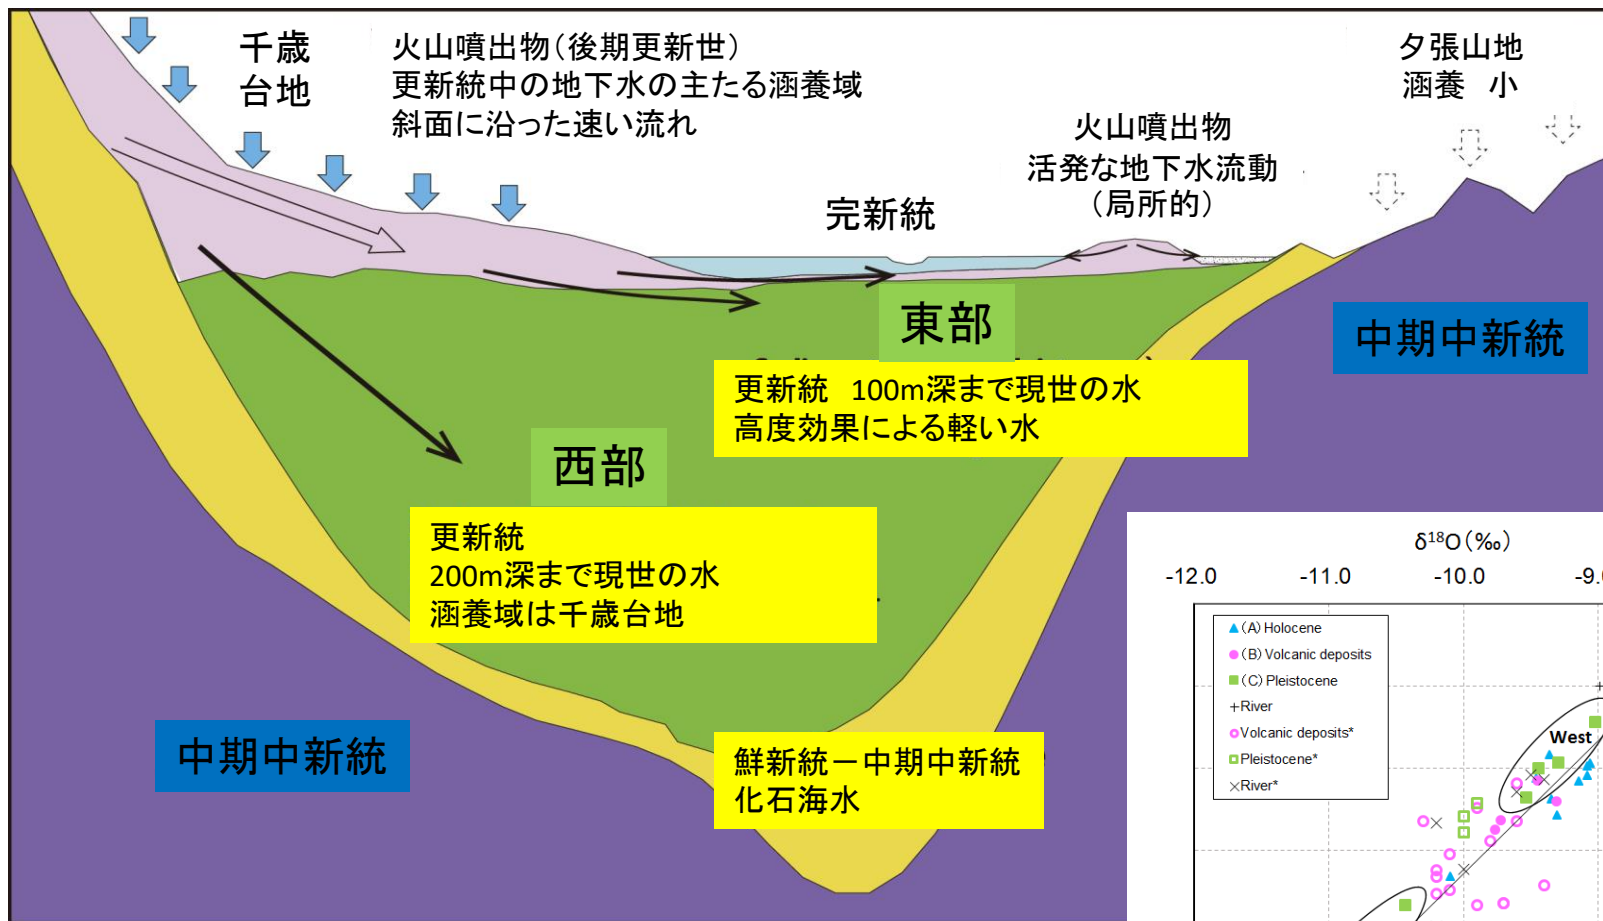 千歳
台地
火山噴出物(後期更新世)
更新統中の地下水の主たる涵養域
斜面に沿った速い流れ
夕張山地
涵養 小
火山噴出物
活発な地下水流動
(局所的)
完新統
東部
中期中新統
更新統 100m深まで現世の水
高度効果による軽い水
西部
更新統
200m深まで現世の水
涵養域は千歳台地
中期中新統
鮮新統-中期中新統
化石海水
δ18O(‰)
-12.0 -11.0 -10.0
(A) Holocene
(B) Volcanic deposits
(C) Pleistocene
River
Volcanic deposits*
Pleistocene*
River*
West